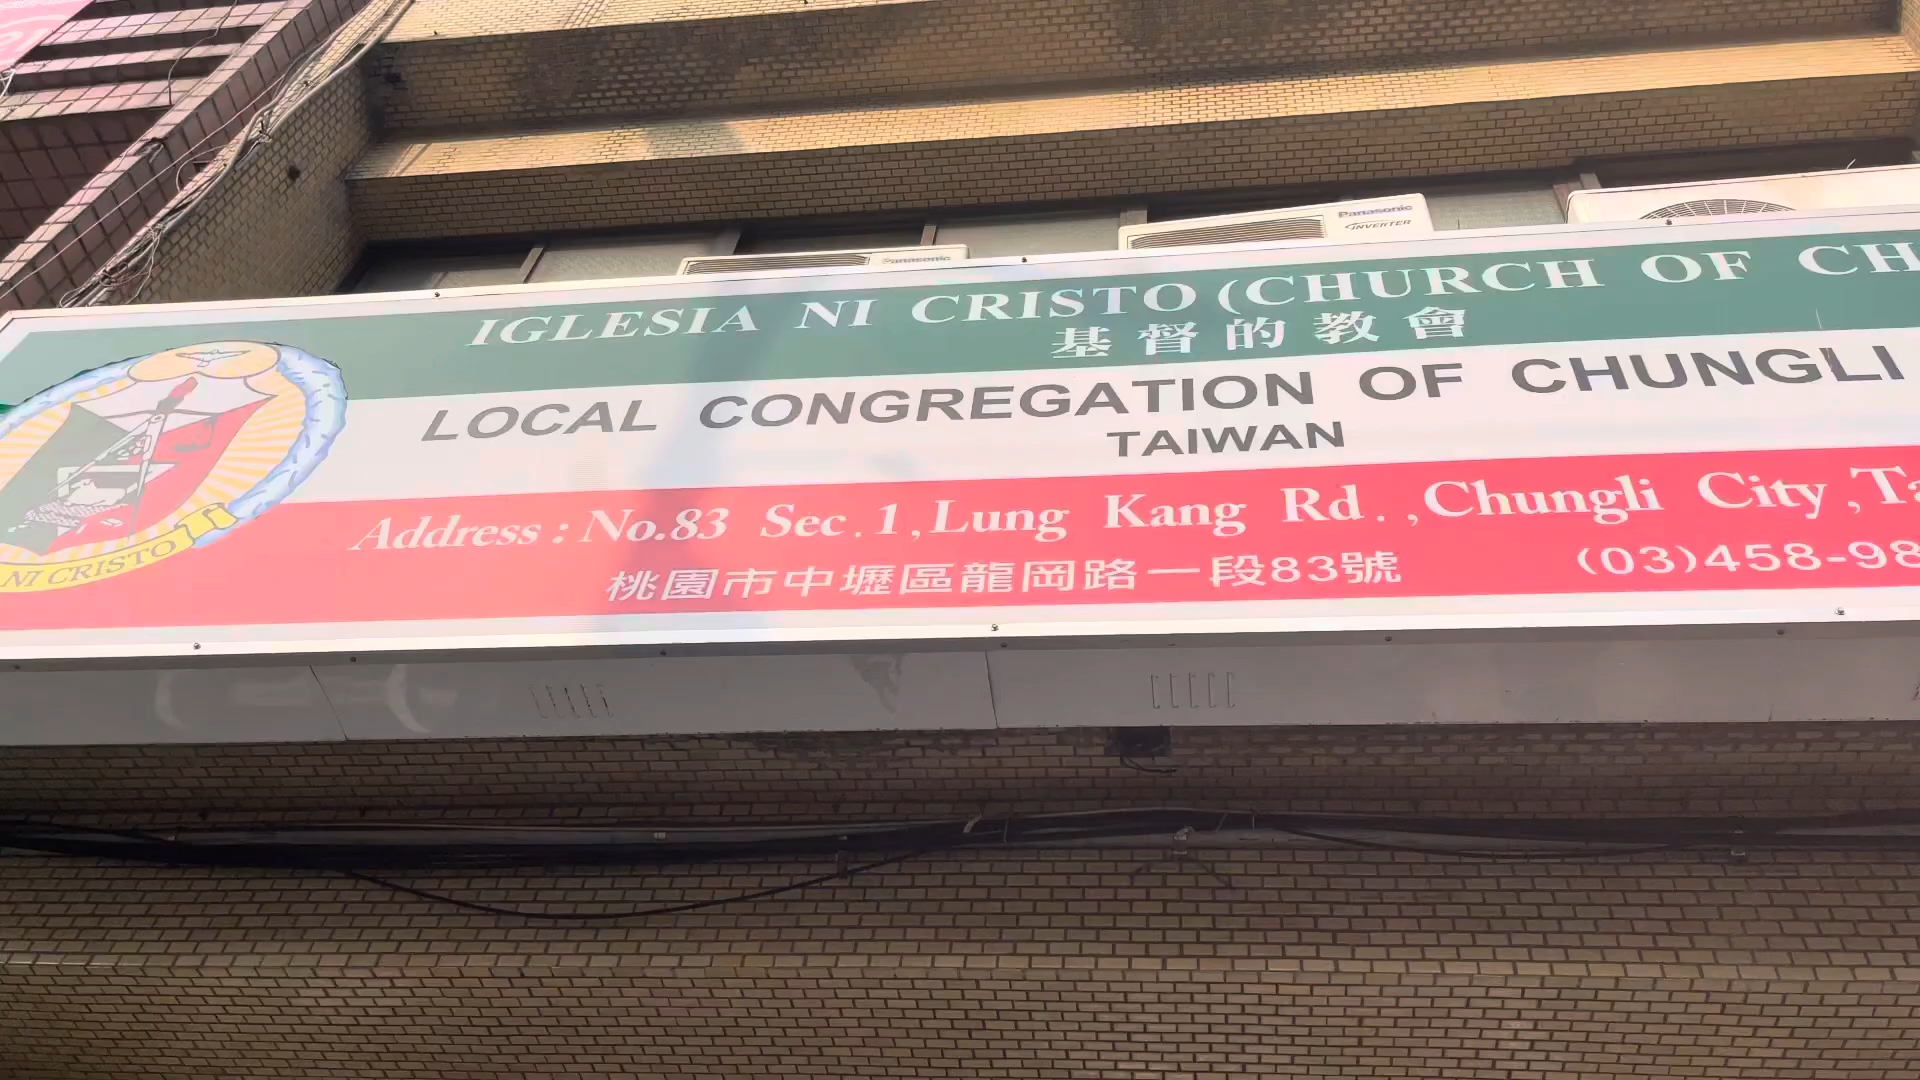 Panasonic
INVERTER
Panasonic
IGLESIA NI CRISTO (CHURCH OF CH
基督的教會
LOCAL CONGREGATION OF CHUNGLI
TAIWAN
Address : No.83 Sec.1,Lung Kang Rd.,Chungli City,Ta
桃園市中壢區龍岡路一段83號 (03)458-98
NI CRISTO